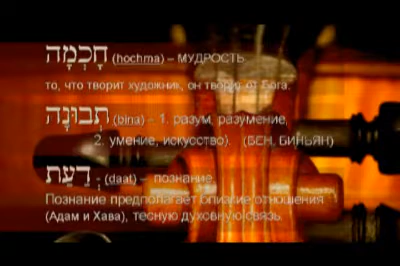 חָכְמָה (hochma) – МУДРОСТЬ
то, что творит художник, он творит от Бога.
תְּבוּנָה (bina) – 1. разум, разумение,
2. умение, искусство). (БЕН, БИНЬЯН)
דַעַת - (daat) – познание.
Познание предполагает близкие отношения
(Адам и Хава), тесную духовную связь.